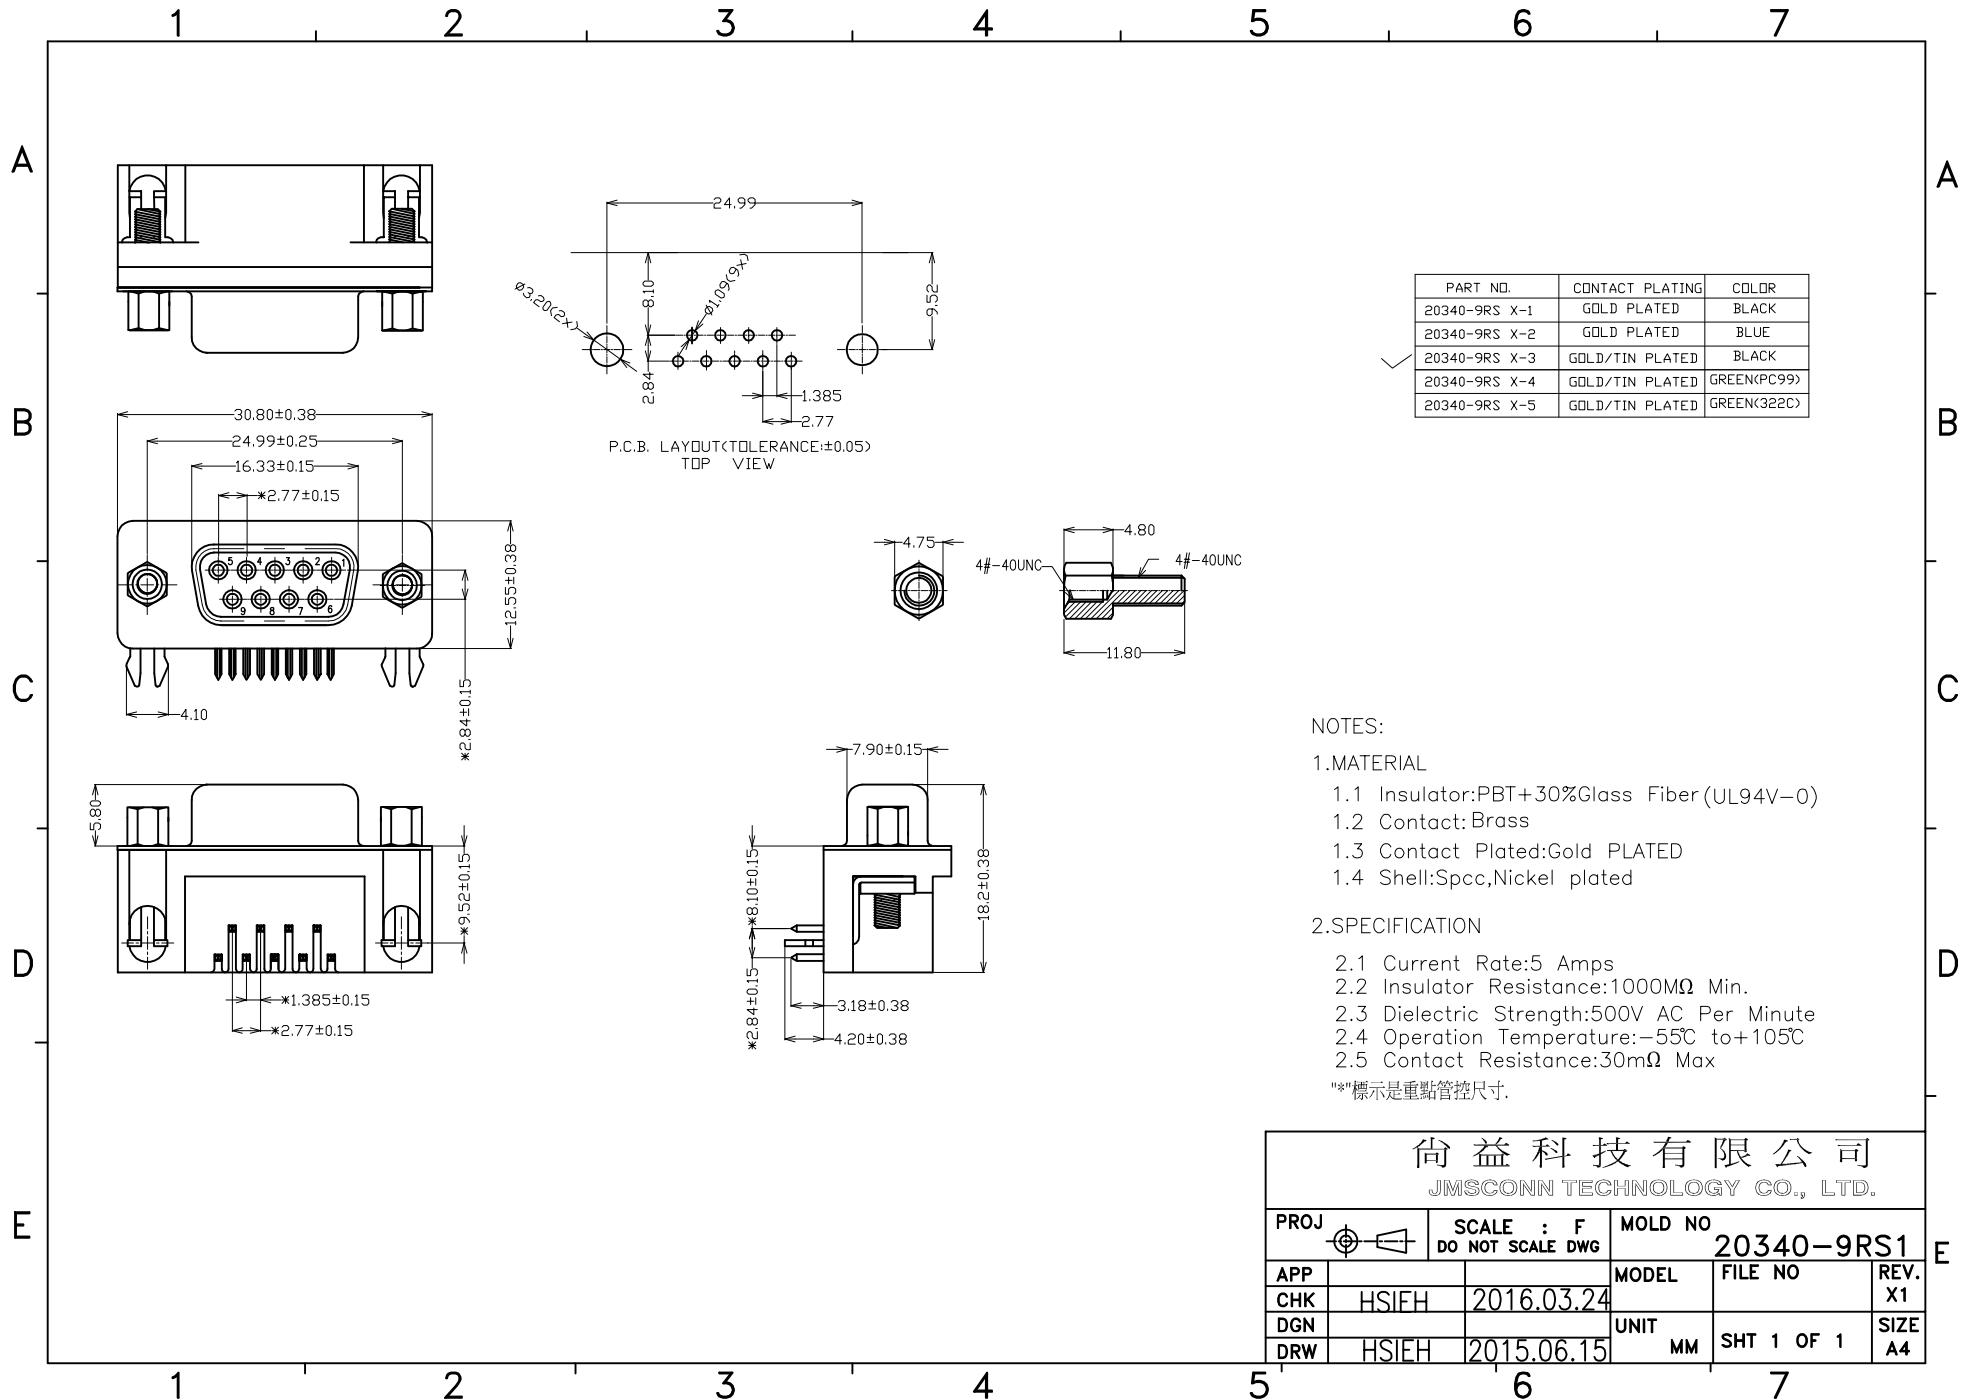 1 2 3 4 5 6 7
A
B
C
D
E
A
B
C
D
E
24.99
8.10
ø1.09(9x)
ø3.20(2x)
9.52
2.84
1.385
2.77
P.C.B. LAYOUT(TOLERANCE:±0.05)
TOP VIEW
PART NO. CONTACT PLATING COLOR
20340-9RS X-1 GOLD PLATED BLACK
20340-9RS X-2 GOLD PLATED BLUE
20340-9RS X-3 GOLD/TIN PLATED BLACK
20340-9RS X-4 GOLD/TIN PLATED GREEN(PC99)
20340-9RS X-5 GOLD/TIN PLATED GREEN(322C)
30.80±0.38
24.99±0.25
16.33±0.15
*2.77±0.15
5 4 3 2 1
9 8 7 6
12.55±0.38
*2.84±0.15
4.10
4.75
4.80
4#-40UNC
4#-40UNC
11.80
5.80
*9.52±0.15
*1.385±0.15
*2.77±0.15
7.90±0.15
*8.10±0.15
18.2±0.38
*2.84±0.15
3.18±0.38
4.20±0.38
NOTES:
1.MATERIAL
1.1 Insulator:PBT+30%Glass Fiber(UL94V-0)
1.2 Contact:Brass
1.3 Contact Plated:Gold PLATED
1.4 Shell:Spcc,Nickel plated
2.SPECIFICATION
2.1 Current Rate:5 Amps
2.2 Insulator Resistance:1000MΩ Min.
2.3 Dielectric Strength:500V AC Per Minute
2.4 Operation Temperature:-55℃ to+105℃
2.5 Contact Resistance:30mΩ Max
"*"標示是重點管控尺寸.
尙益科技有限公司
JMSCONN TECHNOLOGY CO., LTD.
PROJ SCALE : F MOLD NO
DO NOT SCALE DWG 20340-9RS1
APP MODEL FILE NO REV.
CHK HSIEH 2016.03.24 X1
DGN UNIT SIZE
DRW HSIEH 2015.06.15 MM SHT 1 OF 1 A4
1 2 3 4 5 6 7